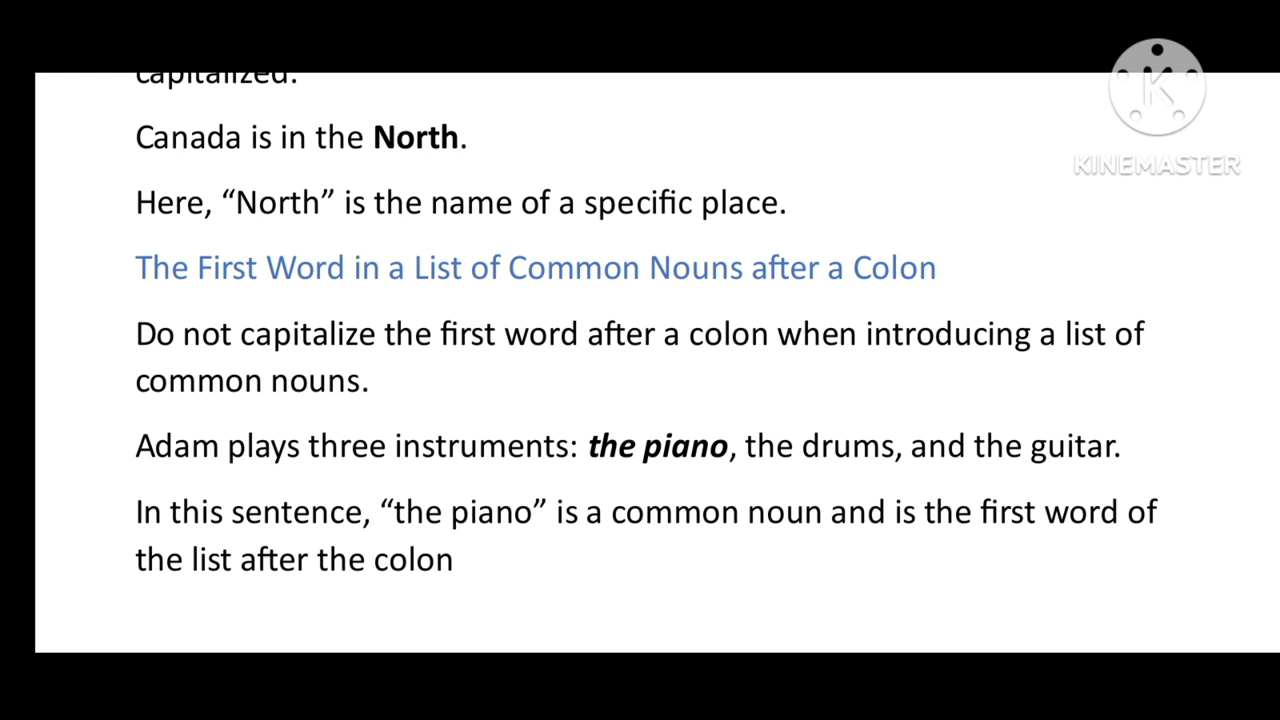 capitalized.
Canada is in the North.
Here, “North” is the name of a specific place.
The First Word in a List of Common Nouns after a Colon
Do not capitalize the first word after a colon when introducing a list of
common nouns.
Adam plays three instruments: the piano, the drums, and the guitar.
In this sentence, “the piano” is a common noun and is the first word of
the list after the colon
K
KINEMASTER